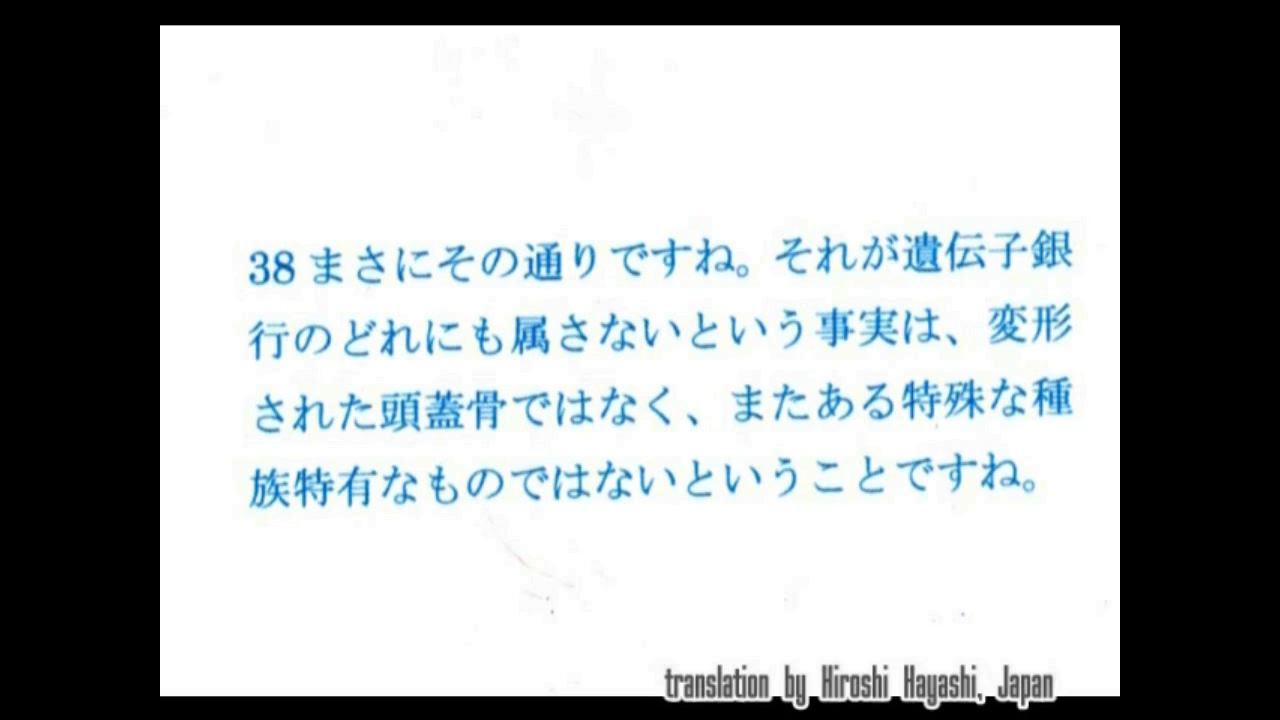 38 まさにその通りですね。それが遺伝子銀
行のどれにも属さないという事実は、変形
された頭蓋骨ではなく、またある特殊な種
族特有なものではないということですね。
translation by Hiroshi Hayashi, Japan